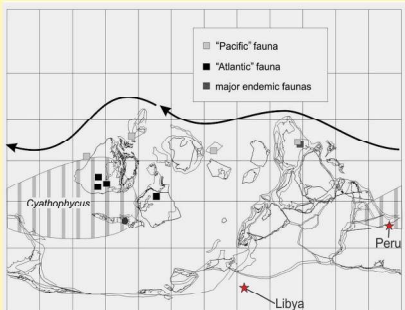 "Pacific" fauna
"Atlantic" fauna
major endemic faunas
Cyathophycus
Peru
Libya